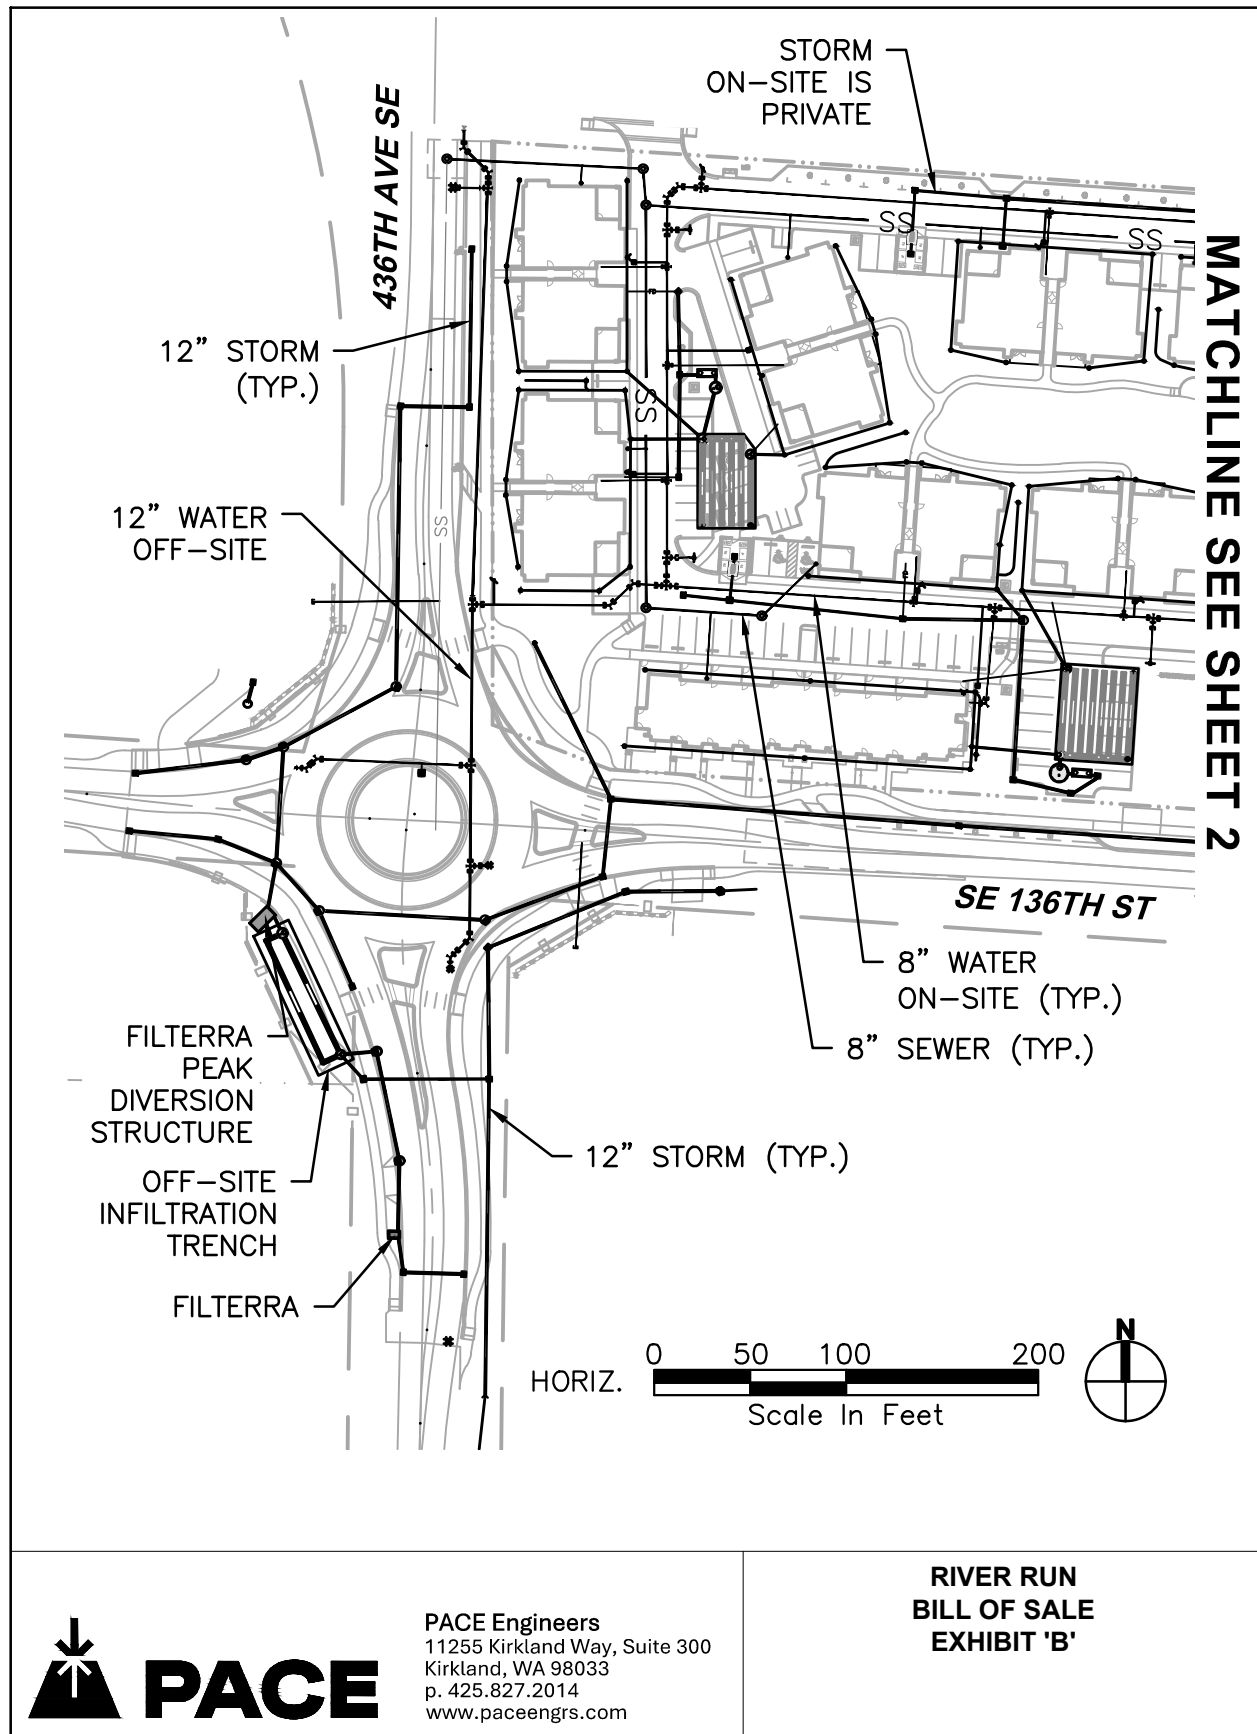 STORM
ON-SITE IS
PRIVATE
436TH AVE SE
SS
SS
12" STORM
(TYP.)
SS
MATCHLINE SEE SHEET 2
12" WATER
OFF-SITE
SS
SE 136TH ST
8" WATER
ON-SITE (TYP.)
8" SEWER (TYP.)
FILTERRA
PEAK
DIVERSION
STRUCTURE
12" STORM (TYP.)
OFF-SITE
INFILTRATION
TRENCH
FILTERRA
N
0 50 100 200
HORIZ.
Scale In Feet
PACE
PACE Engineers
11255 Kirkland Way, Suite 300
Kirkland, WA 98033
p. 425.827.2014
www.paceengrs.com
RIVER RUN
BILL OF SALE
EXHIBIT 'B'